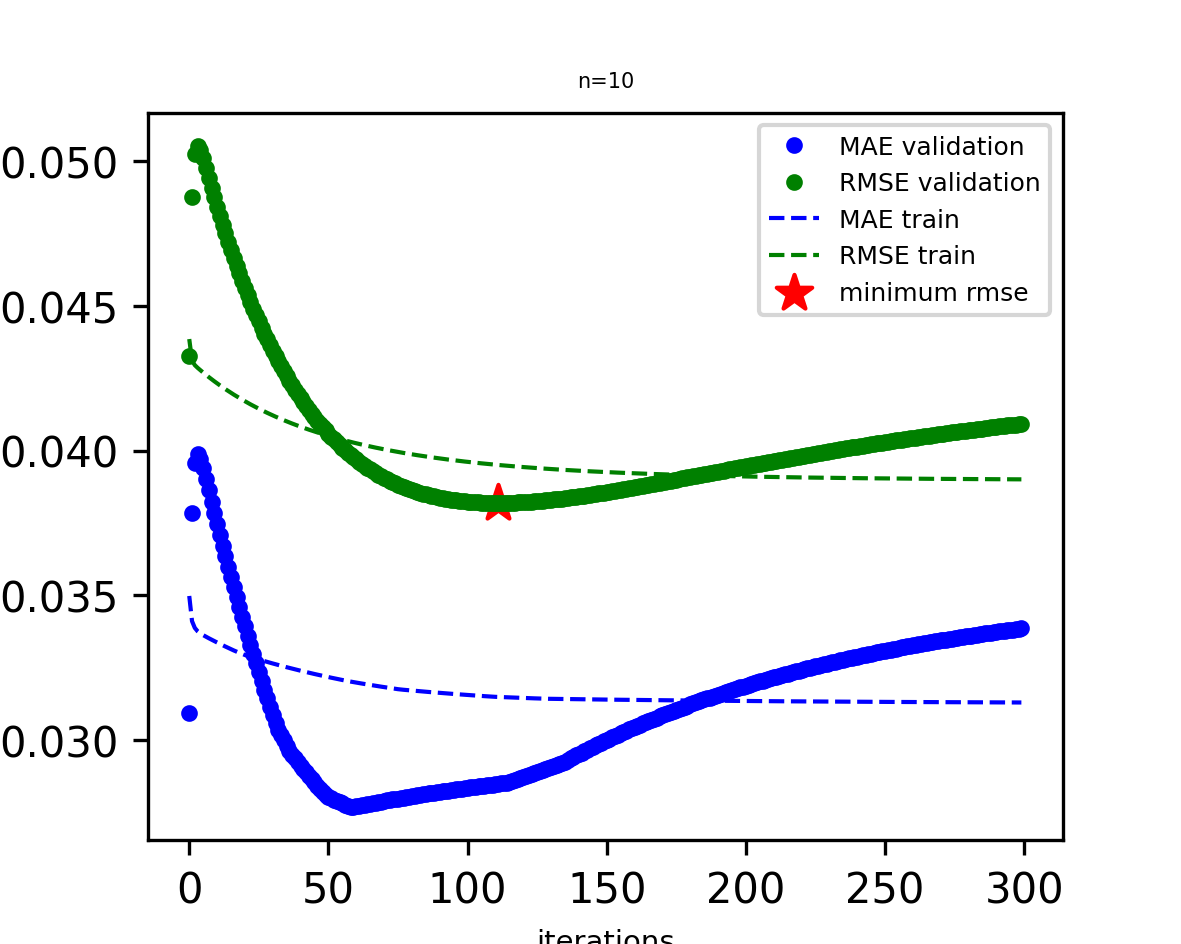 n=10
0.050
0.045
0.040
0.035
0.030
MAE validation
RMSE validation
MAE train
RMSE train
minimum rmse
0 50 100 150 200 250 300
iterations